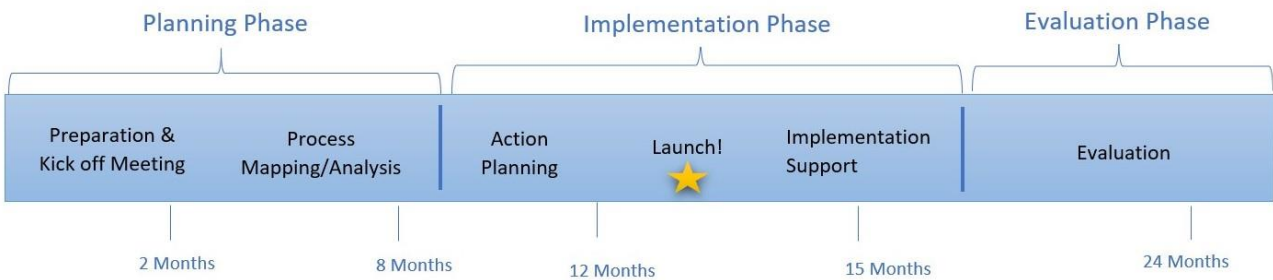 Planning Phase
Implementation Phase
Evaluation Phase
Preparation &
Kick off Meeting
Process
Mapping/Analysis
Action
Planning
Launch!
Implementation
Support
Evaluation
2 Months
8 Months
12 Months
15 Months
24 Months